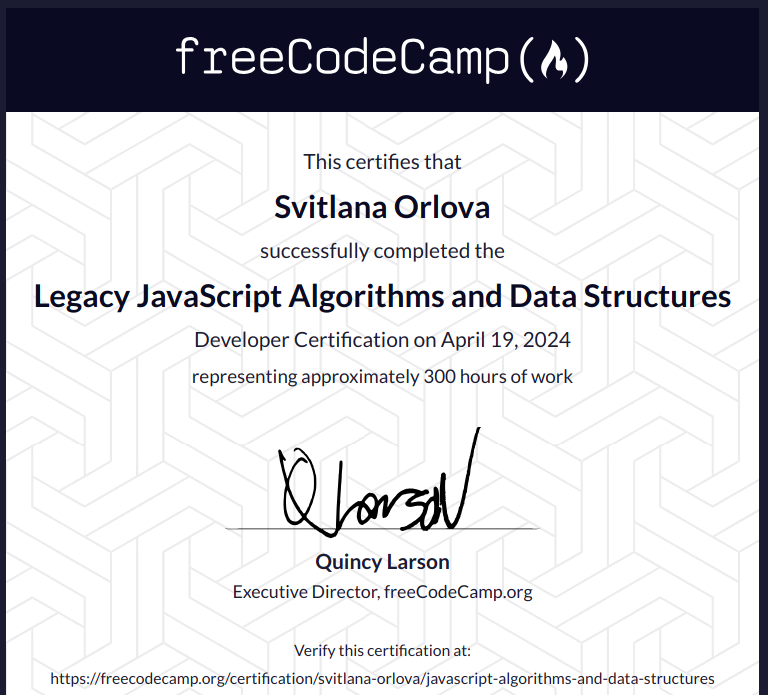 freeCodeCamp(🔥)
This certifies that
Svitlana Orlova
successfully completed the
Legacy JavaScript Algorithms and Data Structures
Developer Certification on April 19, 2024
representing approximately 300 hours of work
Q Larson
Quincy Larson
Executive Director, freeCodeCamp.org
Verify this certification at:
https://freecodecamp.org/certification/svitlana-orlova/javascript-algorithms-and-data-structures